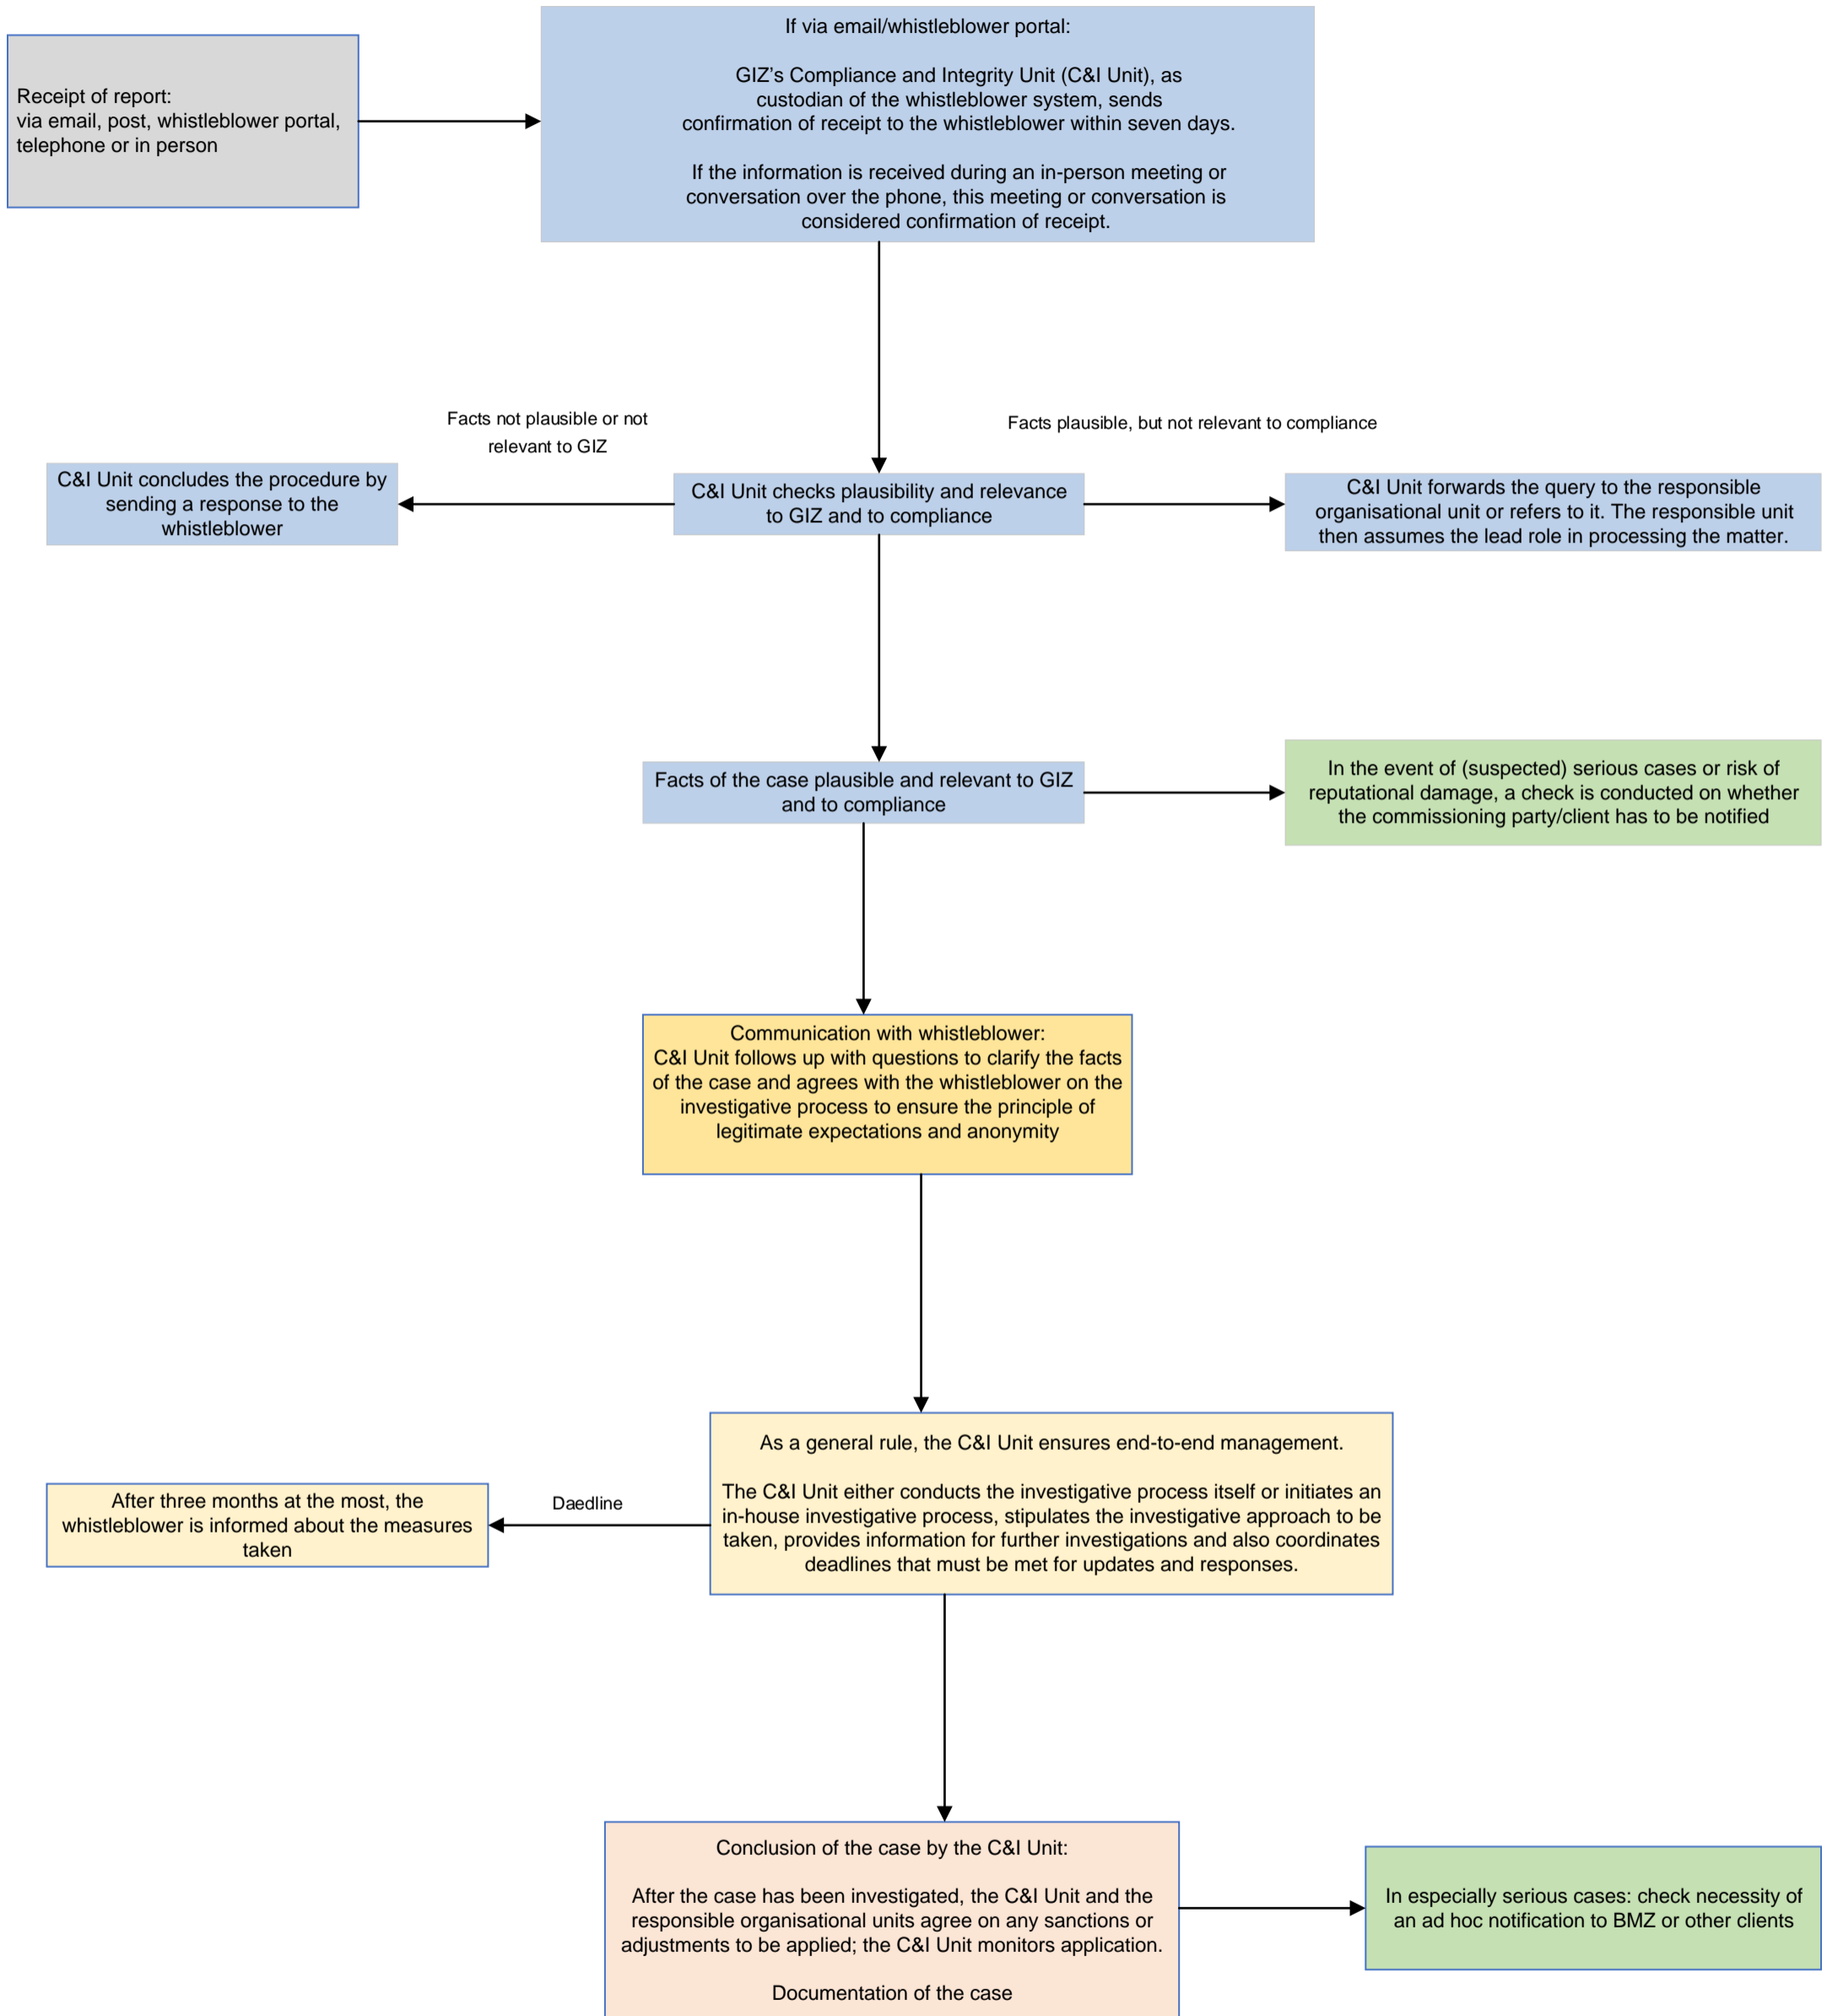 Receipt of report:
via email, post, whistleblower portal,
telephone or in person
If via email/whistleblower portal:
GIZ’s Compliance and Integrity Unit (C&I Unit), as
custodian of the whistleblower system, sends
confirmation of receipt to the whistleblower within seven days.
If the information is received during an in-person meeting or
conversation over the phone, this meeting or conversation is
considered confirmation of receipt.
Facts not plausible or not
relevant to GIZ
Facts plausible, but not relevant to compliance
C&I Unit concludes the procedure by
sending a response to the
whistleblower
C&I Unit checks plausibility and relevance
to GIZ and to compliance
C&I Unit forwards the query to the responsible
organisational unit or refers to it. The responsible unit
then assumes the lead role in processing the matter.
Facts of the case plausible and relevant to GIZ
and to compliance
In the event of (suspected) serious cases or risk of
reputational damage, a check is conducted on whether
the commissioning party/client has to be notified
Communication with whistleblower:
C&I Unit follows up with questions to clarify the facts
of the case and agrees with the whistleblower on the
investigative process to ensure the principle of
legitimate expectations and anonymity
As a general rule, the C&I Unit ensures end-to-end management.
The C&I Unit either conducts the investigative process itself or initiates an
in-house investigative process, stipulates the investigative approach to be
taken, provides information for further investigations and also coordinates
deadlines that must be met for updates and responses.
Daedline
After three months at the most, the
whistleblower is informed about the measures
taken
Conclusion of the case by the C&I Unit:
After the case has been investigated, the C&I Unit and the
responsible organisational units agree on any sanctions or
adjustments to be applied; the C&I Unit monitors application.
Documentation of the case
In especially serious cases: check necessity of
an ad hoc notification to BMZ or other clients